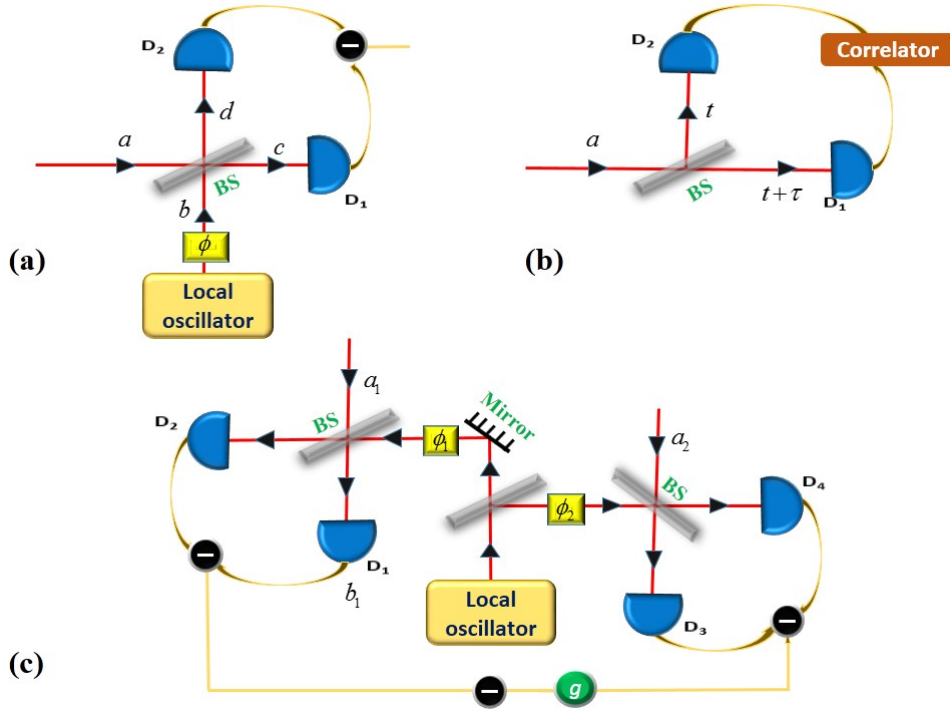 D₂
−
d
a
c
BS
D₁
b
ϕ
(a)
Local
oscillator
D₂
Correlator
t
a
BS
t+τ
D₁
(b)
a₁
D₂
BS
ϕ₁
Mirror
D₁
b₁
−
ϕ₂
Local
oscillator
a₂
BS
D₄
D₃
−
(c)
−
g